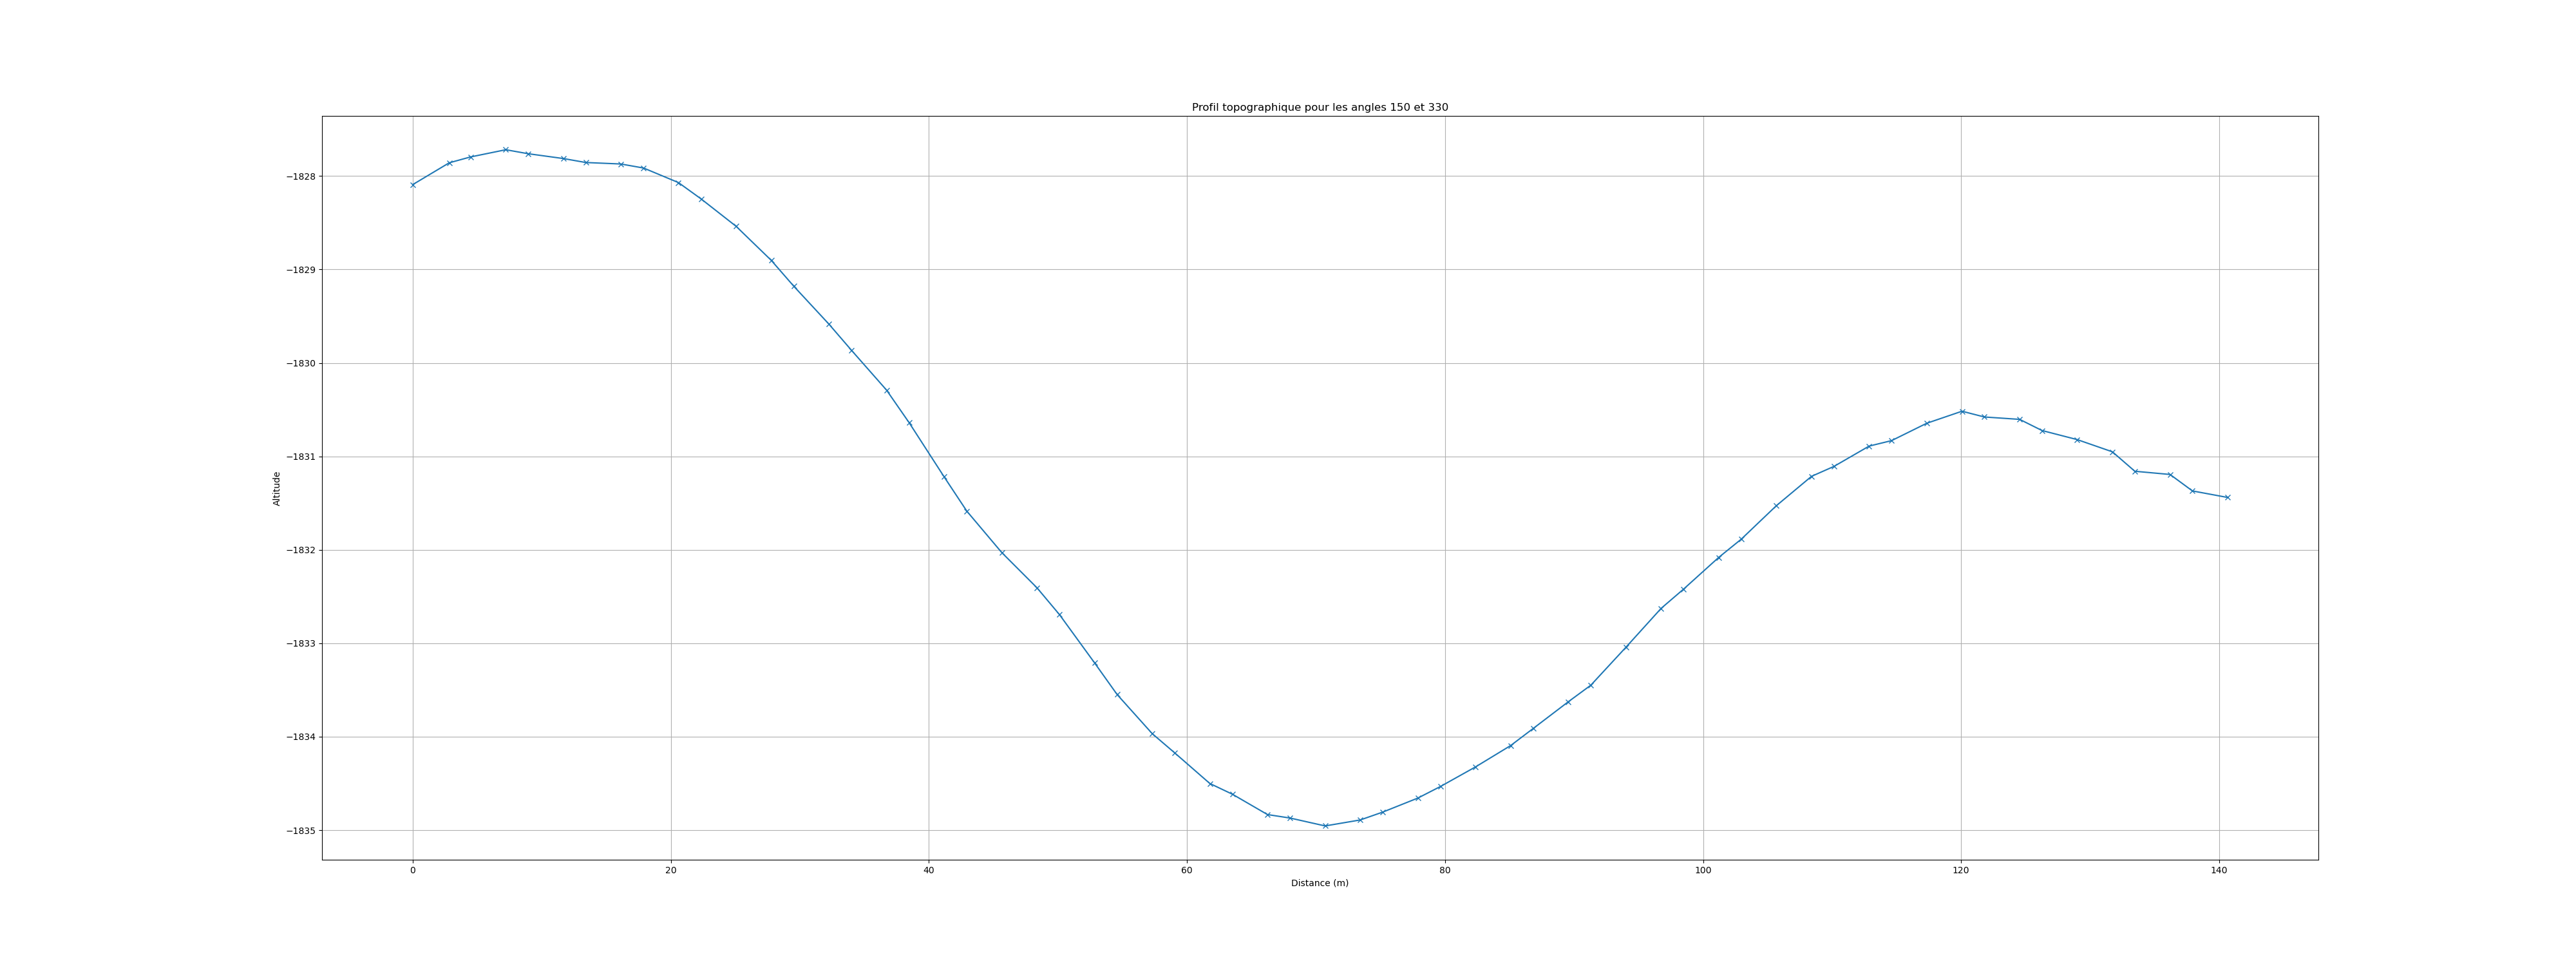 Profil topographique pour les angles 150 et 330
−1828
−1829
−1830
−1831
−1832
−1833
−1834
−1835
Altitude
0 20 40 60 80 100 120 140
Distance (m)